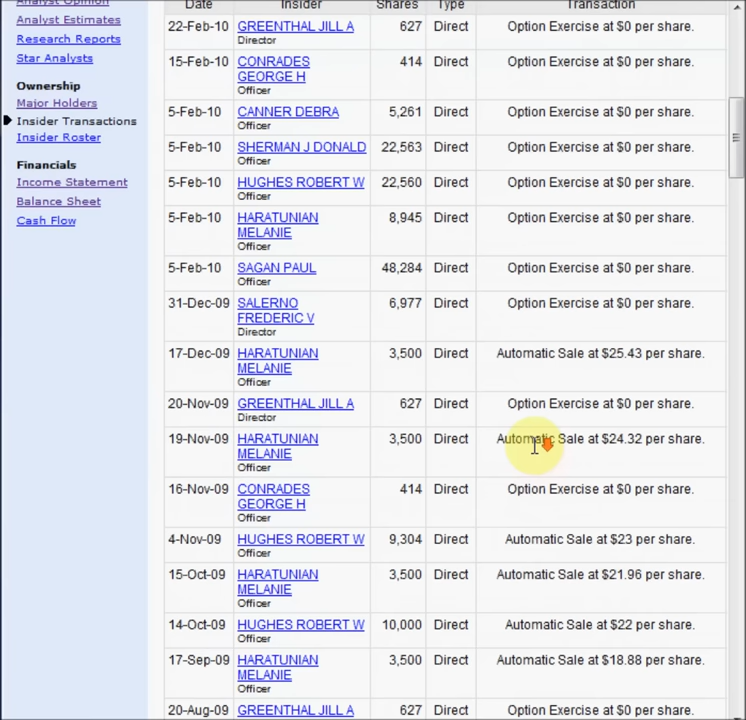 Analyst Opinion
Analyst Estimates
Research Reports
Star Analysts
Ownership
Major Holders
Insider Transactions
Insider Roster
Financials
Income Statement
Balance Sheet
Cash Flow
Date Insider Shares Type Transaction
22-Feb-10 GREENTHAL JILL A 627 Direct Option Exercise at $0 per share.
Director
15-Feb-10 CONRADES 414 Direct Option Exercise at $0 per share.
GEORGE H
Officer
5-Feb-10 CANNER DEBRA 5,261 Direct Option Exercise at $0 per share.
Officer
5-Feb-10 SHERMAN J DONALD 22,563 Direct Option Exercise at $0 per share.
Officer
5-Feb-10 HUGHES ROBERT W 22,560 Direct Option Exercise at $0 per share.
Officer
5-Feb-10 HARATUNIAN 8,945 Direct Option Exercise at $0 per share.
MELANIE
Officer
5-Feb-10 SAGAN PAUL 48,284 Direct Option Exercise at $0 per share.
Officer
31-Dec-09 SALERNO 6,977 Direct Option Exercise at $0 per share.
FREDERIC V
Director
17-Dec-09 HARATUNIAN 3,500 Direct Automatic Sale at $25.43 per share.
MELANIE
Officer
20-Nov-09 GREENTHAL JILL A 627 Direct Option Exercise at $0 per share.
Director
19-Nov-09 HARATUNIAN 3,500 Direct Automatic Sale at $24.32 per share.
MELANIE
Officer
16-Nov-09 CONRADES 414 Direct Option Exercise at $0 per share.
GEORGE H
Officer
4-Nov-09 HUGHES ROBERT W 9,304 Direct Automatic Sale at $23 per share.
Officer
15-Oct-09 HARATUNIAN 3,500 Direct Automatic Sale at $21.96 per share.
MELANIE
Officer
14-Oct-09 HUGHES ROBERT W 10,000 Direct Automatic Sale at $22 per share.
Officer
17-Sep-09 HARATUNIAN 3,500 Direct Automatic Sale at $18.88 per share.
MELANIE
Officer
20-Aug-09 GREENTHAL JILL A 627 Direct Option Exercise at $0 per share.